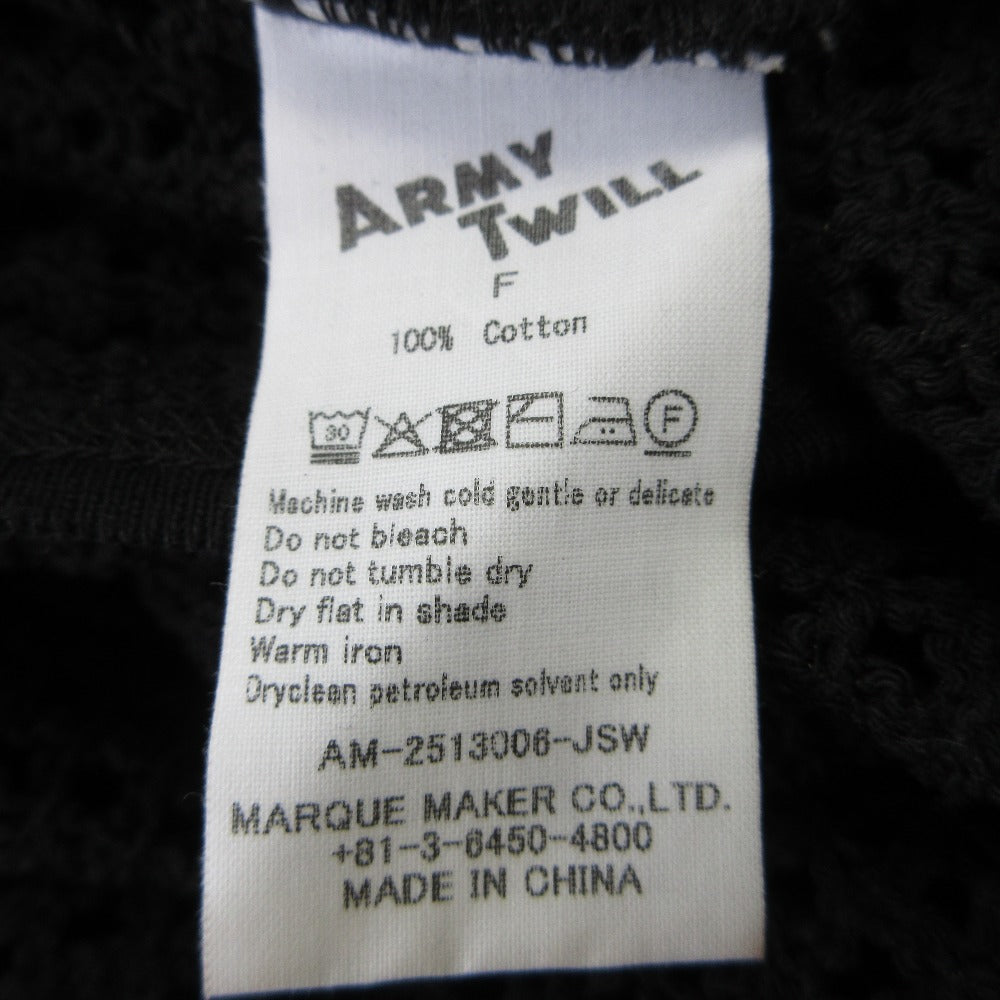 ARMY
TWILL
F
100% Cotton
30 F
Machine wash cold gentle or delicate
Do not bleach
Do not tumble dry
Dry flat in shade
Warm iron
Dryclean petroleum solvent only
AM-2513006-JSW
MARQUE MAKER CO.,LTD.
+81-3-6450-4800
MADE IN CHINA